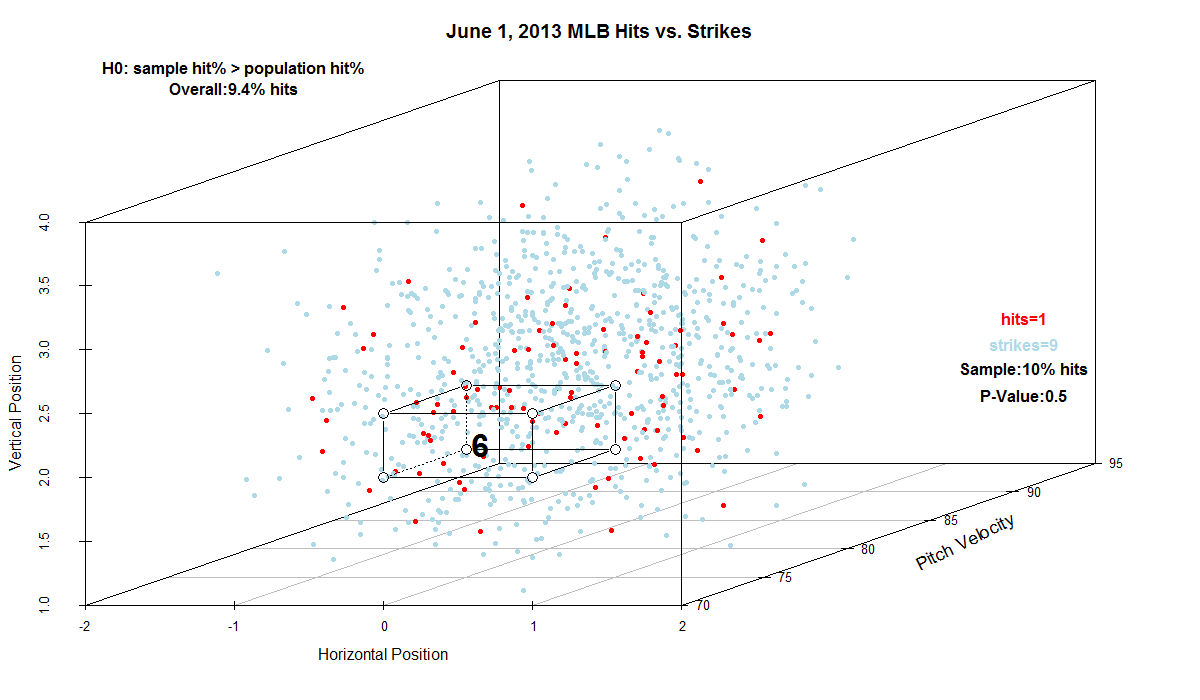 June 1, 2013 MLB Hits vs. Strikes
H0: sample hit% > population hit%
Overall:9.4% hits
hits=1
strikes=9
Sample:10% hits
P-Value:0.5
6
Vertical Position
4.0
3.5
3.0
2.5
2.0
1.5
1.0
-2
-1
0
1
2
Horizontal Position
95
90
85
80
75
70
Pitch Velocity